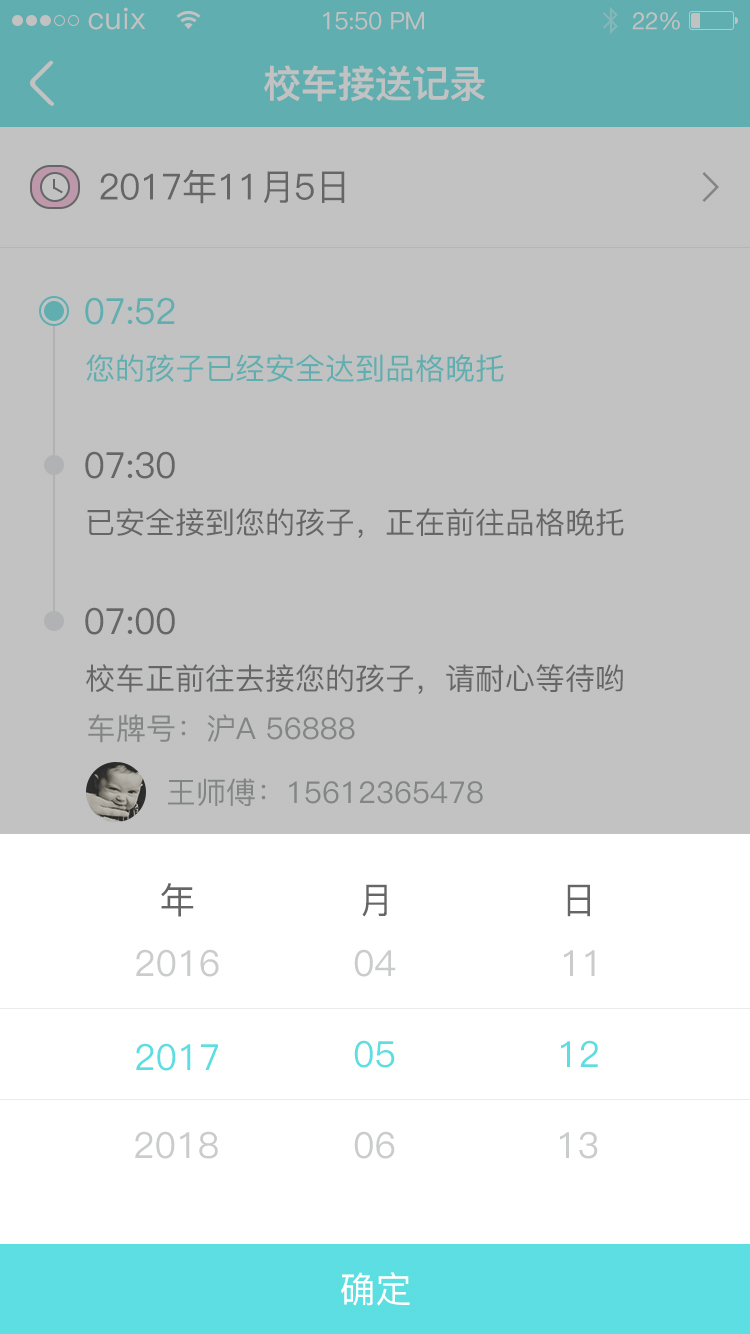 cuix 15:50 PM 22%
校车接送记录
2017年11月5日
07:52
您的孩子已经安全达到品格晚托
07:30
已安全接到您的孩子，正在前往品格晚托
07:00
校车正前往去接您的孩子，请耐心等待哟
车牌号：沪A 56888
王师傅：15612365478
年 月 日
2016 04 11
2017 05 12
2018 06 13
确定